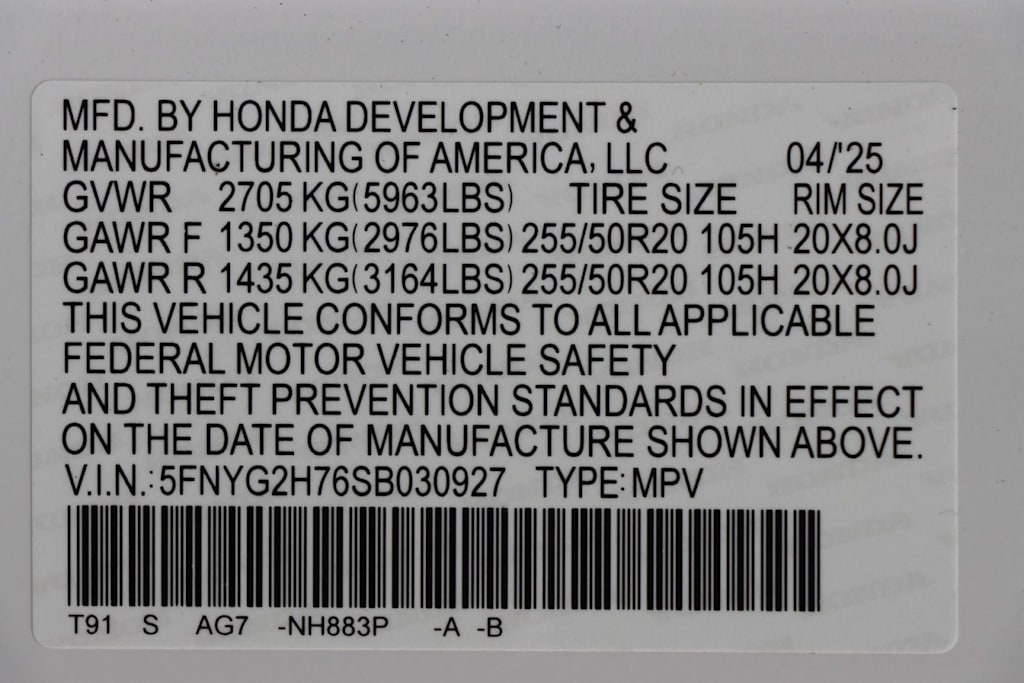 MFD. BY HONDA DEVELOPMENT &
MANUFACTURING OF AMERICA, LLC 04/'25
GVWR 2705 KG(5963LBS) TIRE SIZE RIM SIZE
GAWR F 1350 KG(2976LBS) 255/50R20 105H 20X8.0J
GAWR R 1435 KG(3164LBS) 255/50R20 105H 20X8.0J
THIS VEHICLE CONFORMS TO ALL APPLICABLE
FEDERAL MOTOR VEHICLE SAFETY
AND THEFT PREVENTION STANDARDS IN EFFECT
ON THE DATE OF MANUFACTURE SHOWN ABOVE.
V.I.N.:5FNYG2H76SB030927 TYPE:MPV
T91 S AG7 -NH883P -A -B